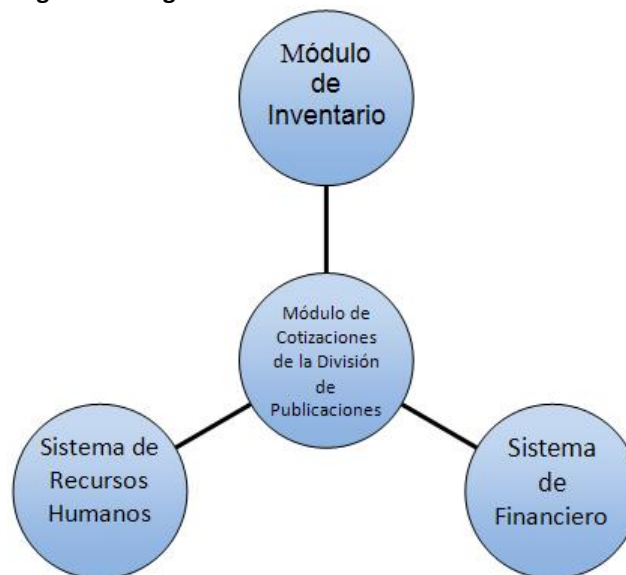 Módulo
de
Inventario
Módulo de
Cotizaciones
de la División
de
Publicaciones
Sistema de
Recursos
Humanos
Sistema
de
Financiero